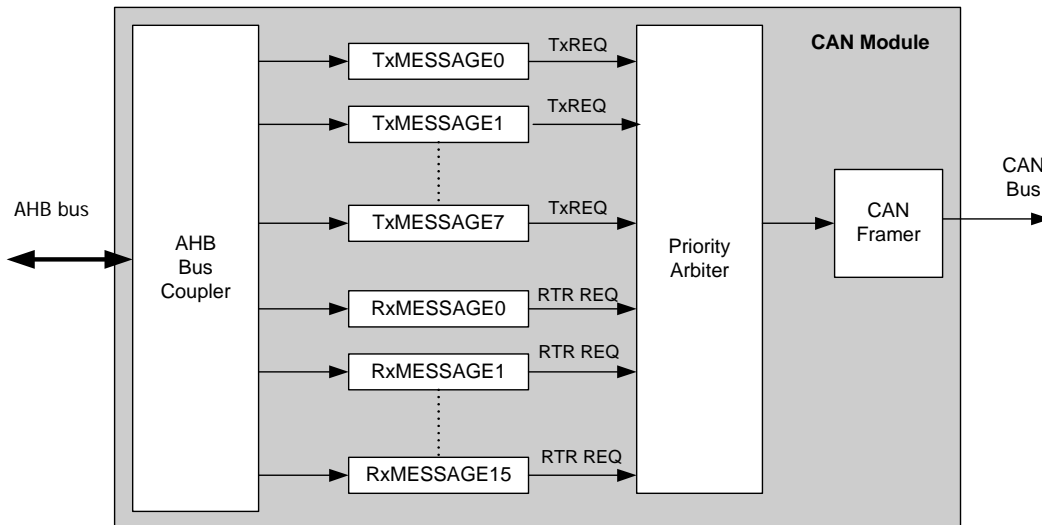 CAN Module
TxMESSAGE0
TxREQ
TxMESSAGE1
TxREQ
TxMESSAGE7
TxREQ
AHB bus
AHB
Bus
Coupler
Priority
Arbiter
CAN
Framer
CAN
Bus
RxMESSAGE0
RTR REQ
RxMESSAGE1
RTR REQ
RxMESSAGE15
RTR REQ